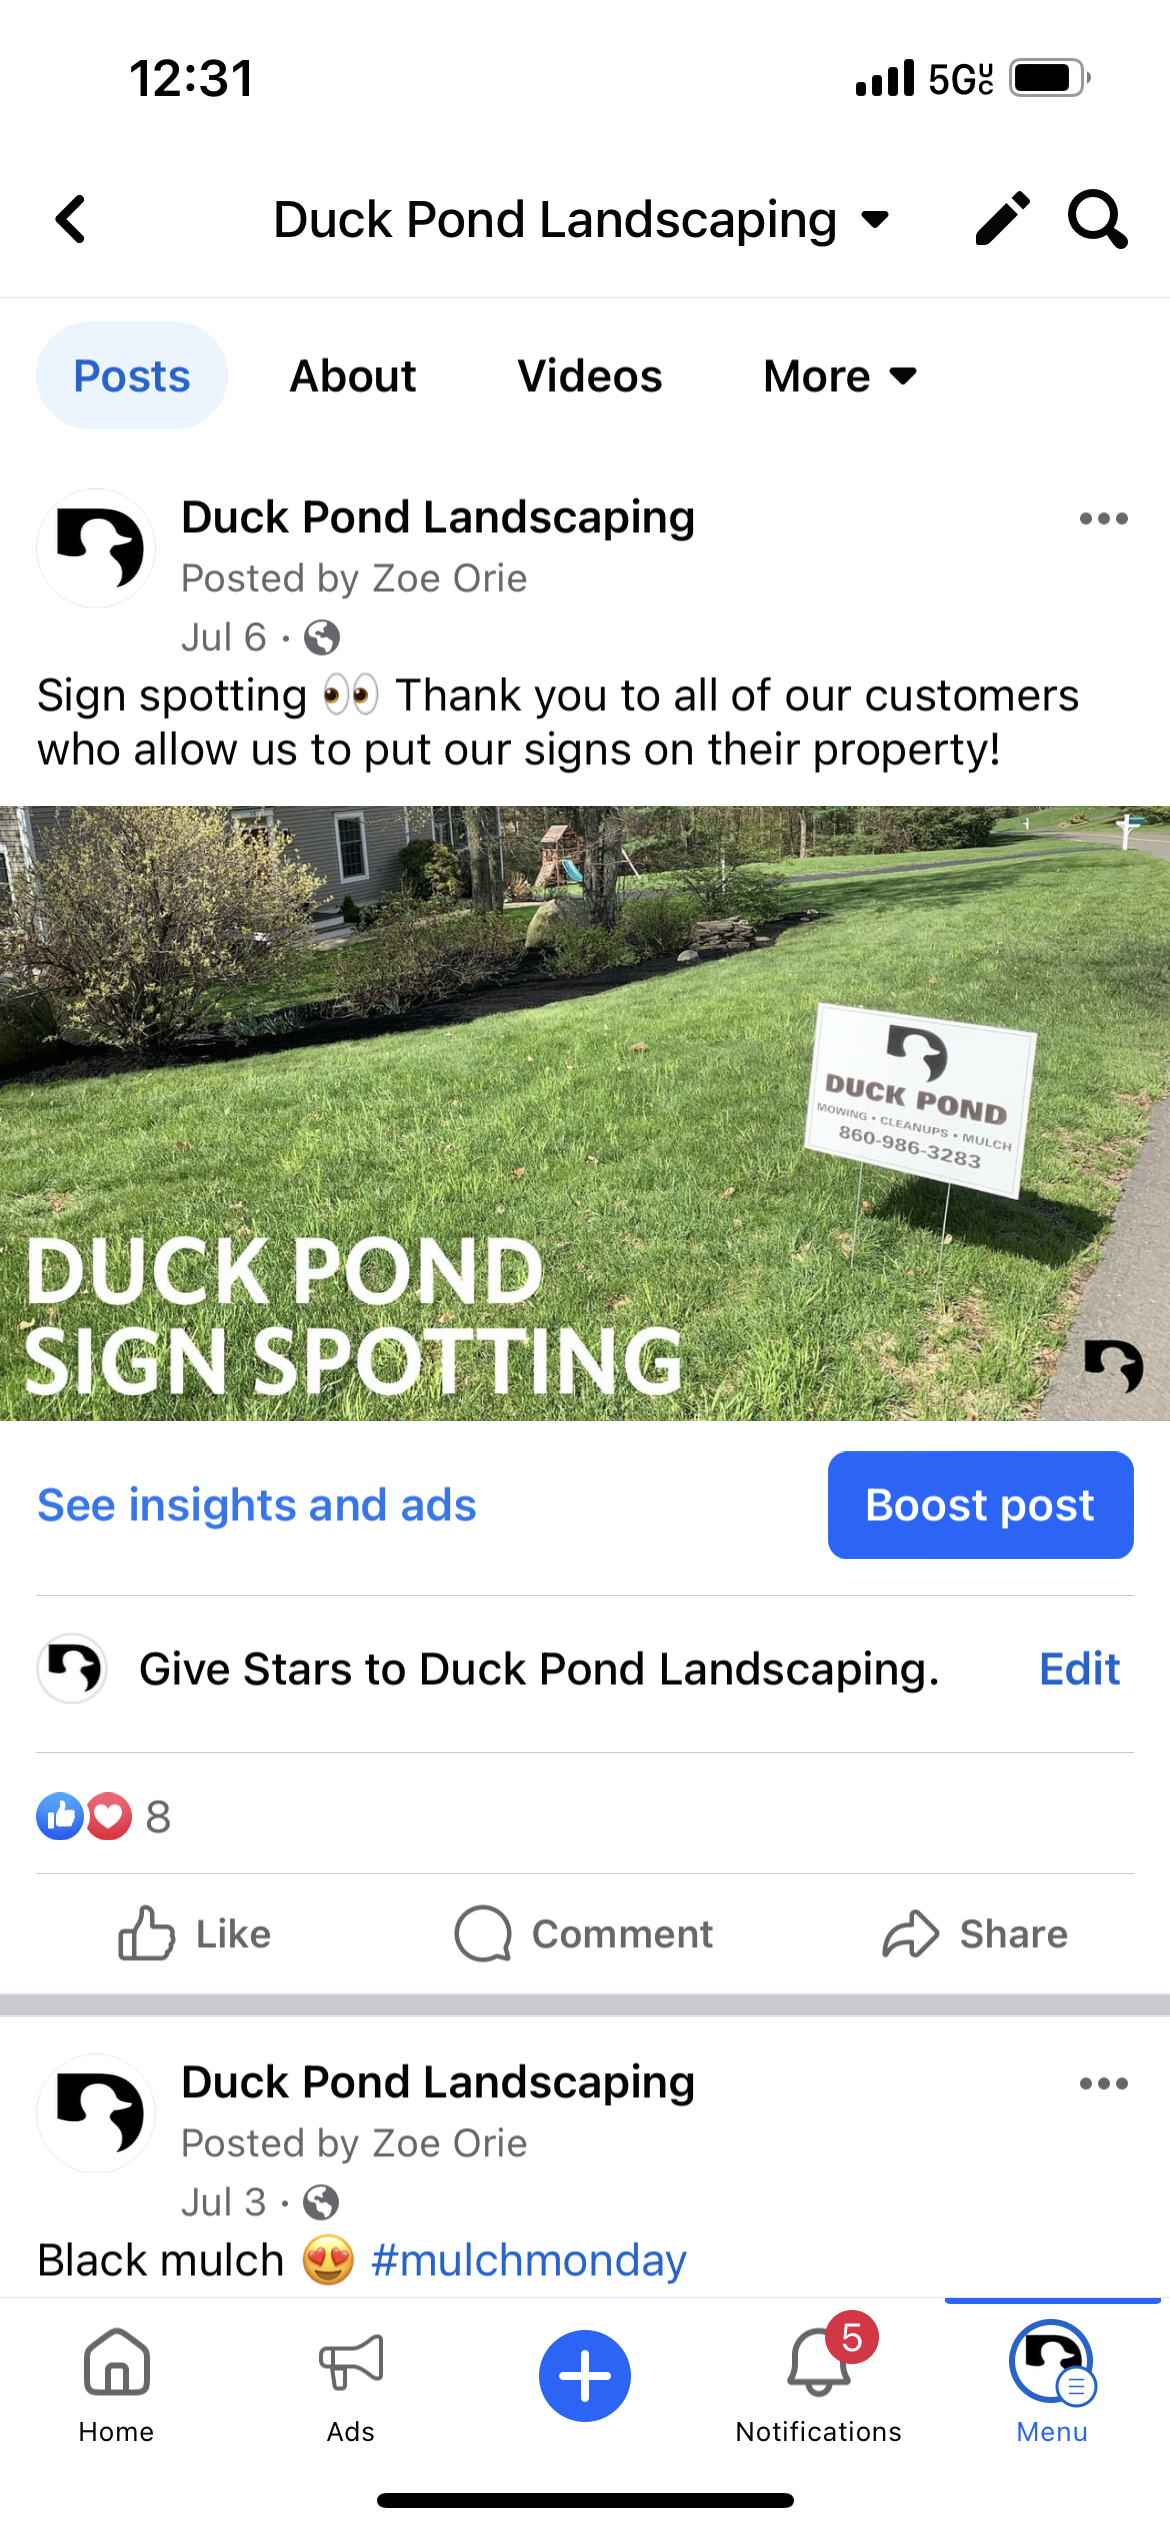 12:31
5GUC
Duck Pond Landscaping
Posts About Videos More
Duck Pond Landscaping
Posted by Zoe Orie
Jul 6 ·
Sign spotting 👀 Thank you to all of our customers
who allow us to put our signs on their property!
DUCK POND
MOWING • CLEANUPS • MULCH
860-986-3283
DUCK POND
SIGN SPOTTING
See insights and ads
Boost post
Give Stars to Duck Pond Landscaping.
Edit
8
Like Comment Share
Duck Pond Landscaping
Posted by Zoe Orie
Jul 3 ·
Black mulch 😍 #mulchmonday
5
Home Ads Notifications Menu